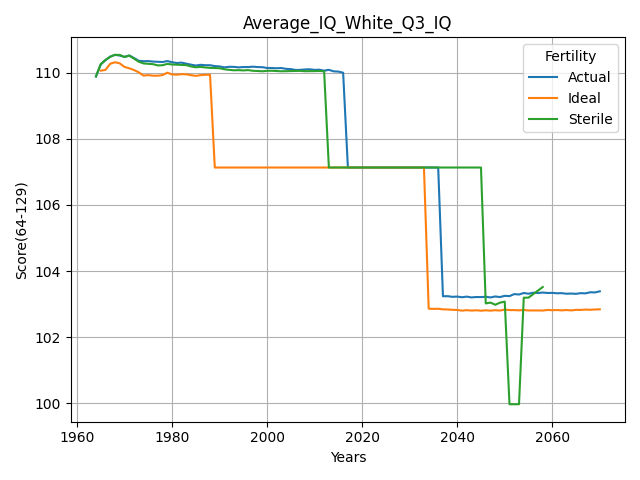 Average_IQ_White_Q3_IQ
Fertility
Actual
Ideal
Sterile
Score(64-129)
110
108
106
104
102
100
1960
1980
2000
2020
2040
2060
Years